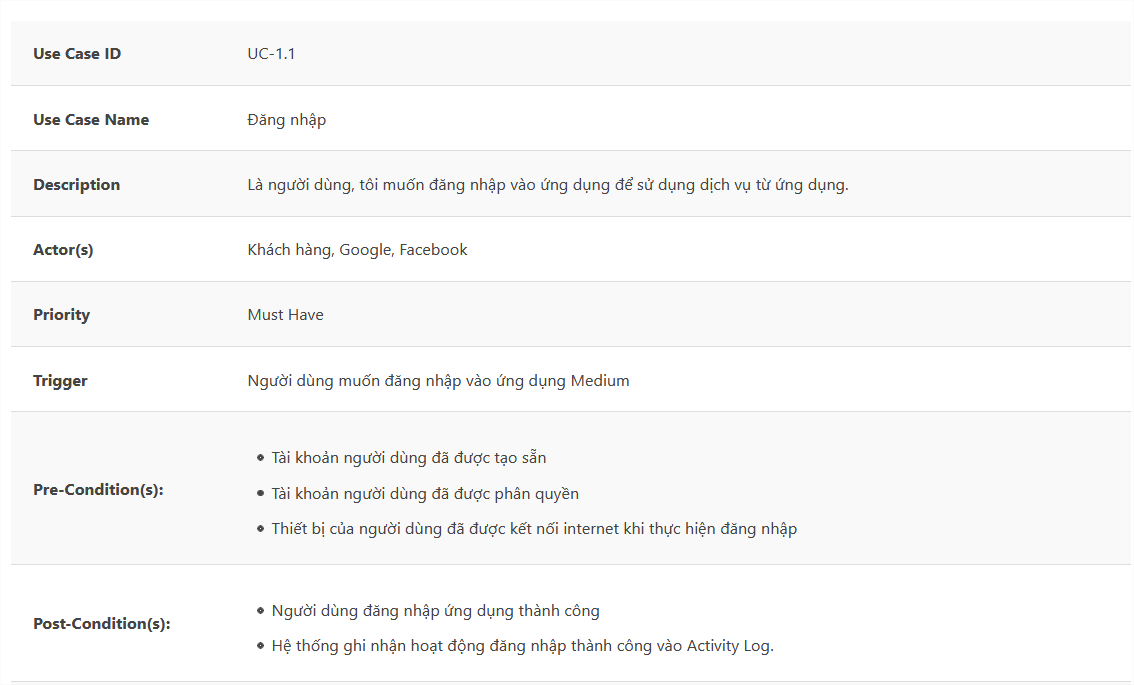 Use Case ID UC-1.1
Use Case Name Đăng nhập
Description Là người dùng, tôi muốn đăng nhập vào ứng dụng để sử dụng dịch vụ từ ứng dụng.
Actor(s) Khách hàng, Google, Facebook
Priority Must Have
Trigger Người dùng muốn đăng nhập vào ứng dụng Medium
Pre-Condition(s):
• Tài khoản người dùng đã được tạo sẵn
• Tài khoản người dùng đã được phân quyền
• Thiết bị của người dùng đã được kết nối internet khi thực hiện đăng nhập
Post-Condition(s):
• Người dùng đăng nhập ứng dụng thành công
• Hệ thống ghi nhận hoạt động đăng nhập thành công vào Activity Log.